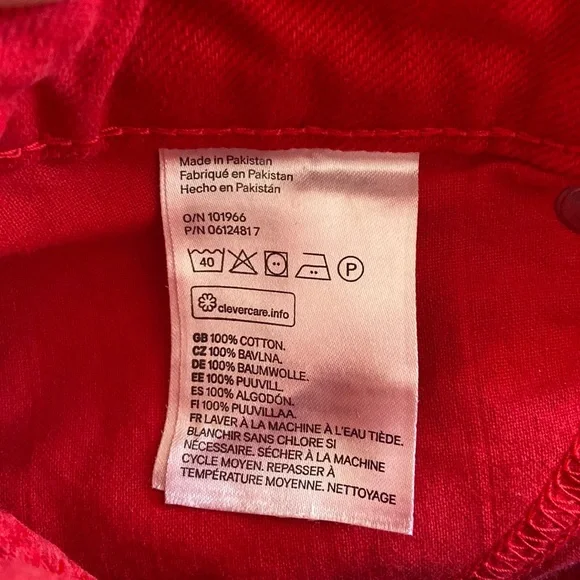 Made in Pakistan
Fabriqué en Pakistan
Hecho en Pakistán
O/N 101966
P/N 06124817
40 P
clevercare.info
GB 100% COTTON.
CZ 100% BAVLNA.
DE 100% BAUMWOLLE.
EE 100% PUUVILL.
ES 100% ALGODÓN.
FI 100% PUUVILLAA.
FR LAVER À LA MACHINE À L'EAU TIÈDE.
BLANCHIR SANS CHLORE SI
NÉCESSAIRE. SÉCHER À LA MACHINE
CYCLE MOYEN. REPASSER À
TEMPÉRATURE MOYENNE. NETTOYAGE